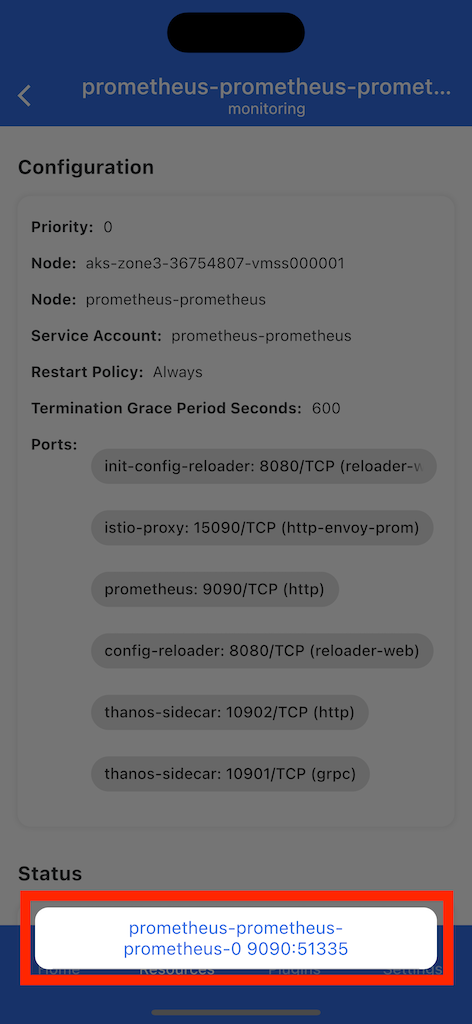 prometheus-prometheus-promet...
monitoring
Configuration
Priority: 0
Node: aks-zone3-36754807-vmss000001
Node: prometheus-prometheus
Service Account: prometheus-prometheus
Restart Policy: Always
Termination Grace Period Seconds: 600
Ports:
init-config-reloader: 8080/TCP (reloader-w
istio-proxy: 15090/TCP (http-envoy-prom)
prometheus: 9090/TCP (http)
config-reloader: 8080/TCP (reloader-web)
thanos-sidecar: 10902/TCP (http)
thanos-sidecar: 10901/TCP (grpc)
Status
prometheus-prometheus-
prometheus-0 9090:51335
Home Resources Plugins Settings